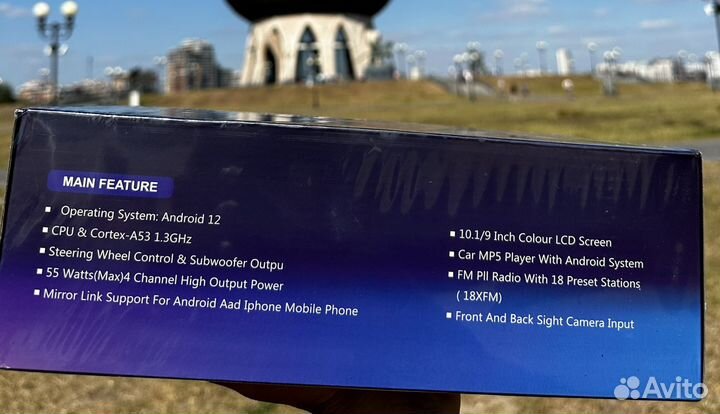 MAIN FEATURE
▪ Operating System: Android 12
▪ CPU & Cortex-A53 1.3GHz
▪ Steering Wheel Control & Subwoofer Outpu
▪ 55 Watts(Max)4 Channel High Output Power
▪ Mirror Link Support For Android Aad Iphone Mobile Phone
▪ 10.1/9 Inch Colour LCD Screen
▪ Car MP5 Player With Android System
▪ FM Pll Radio With 18 Preset Stations
( 18XFM)
▪ Front And Back Sight Camera Input
Avito